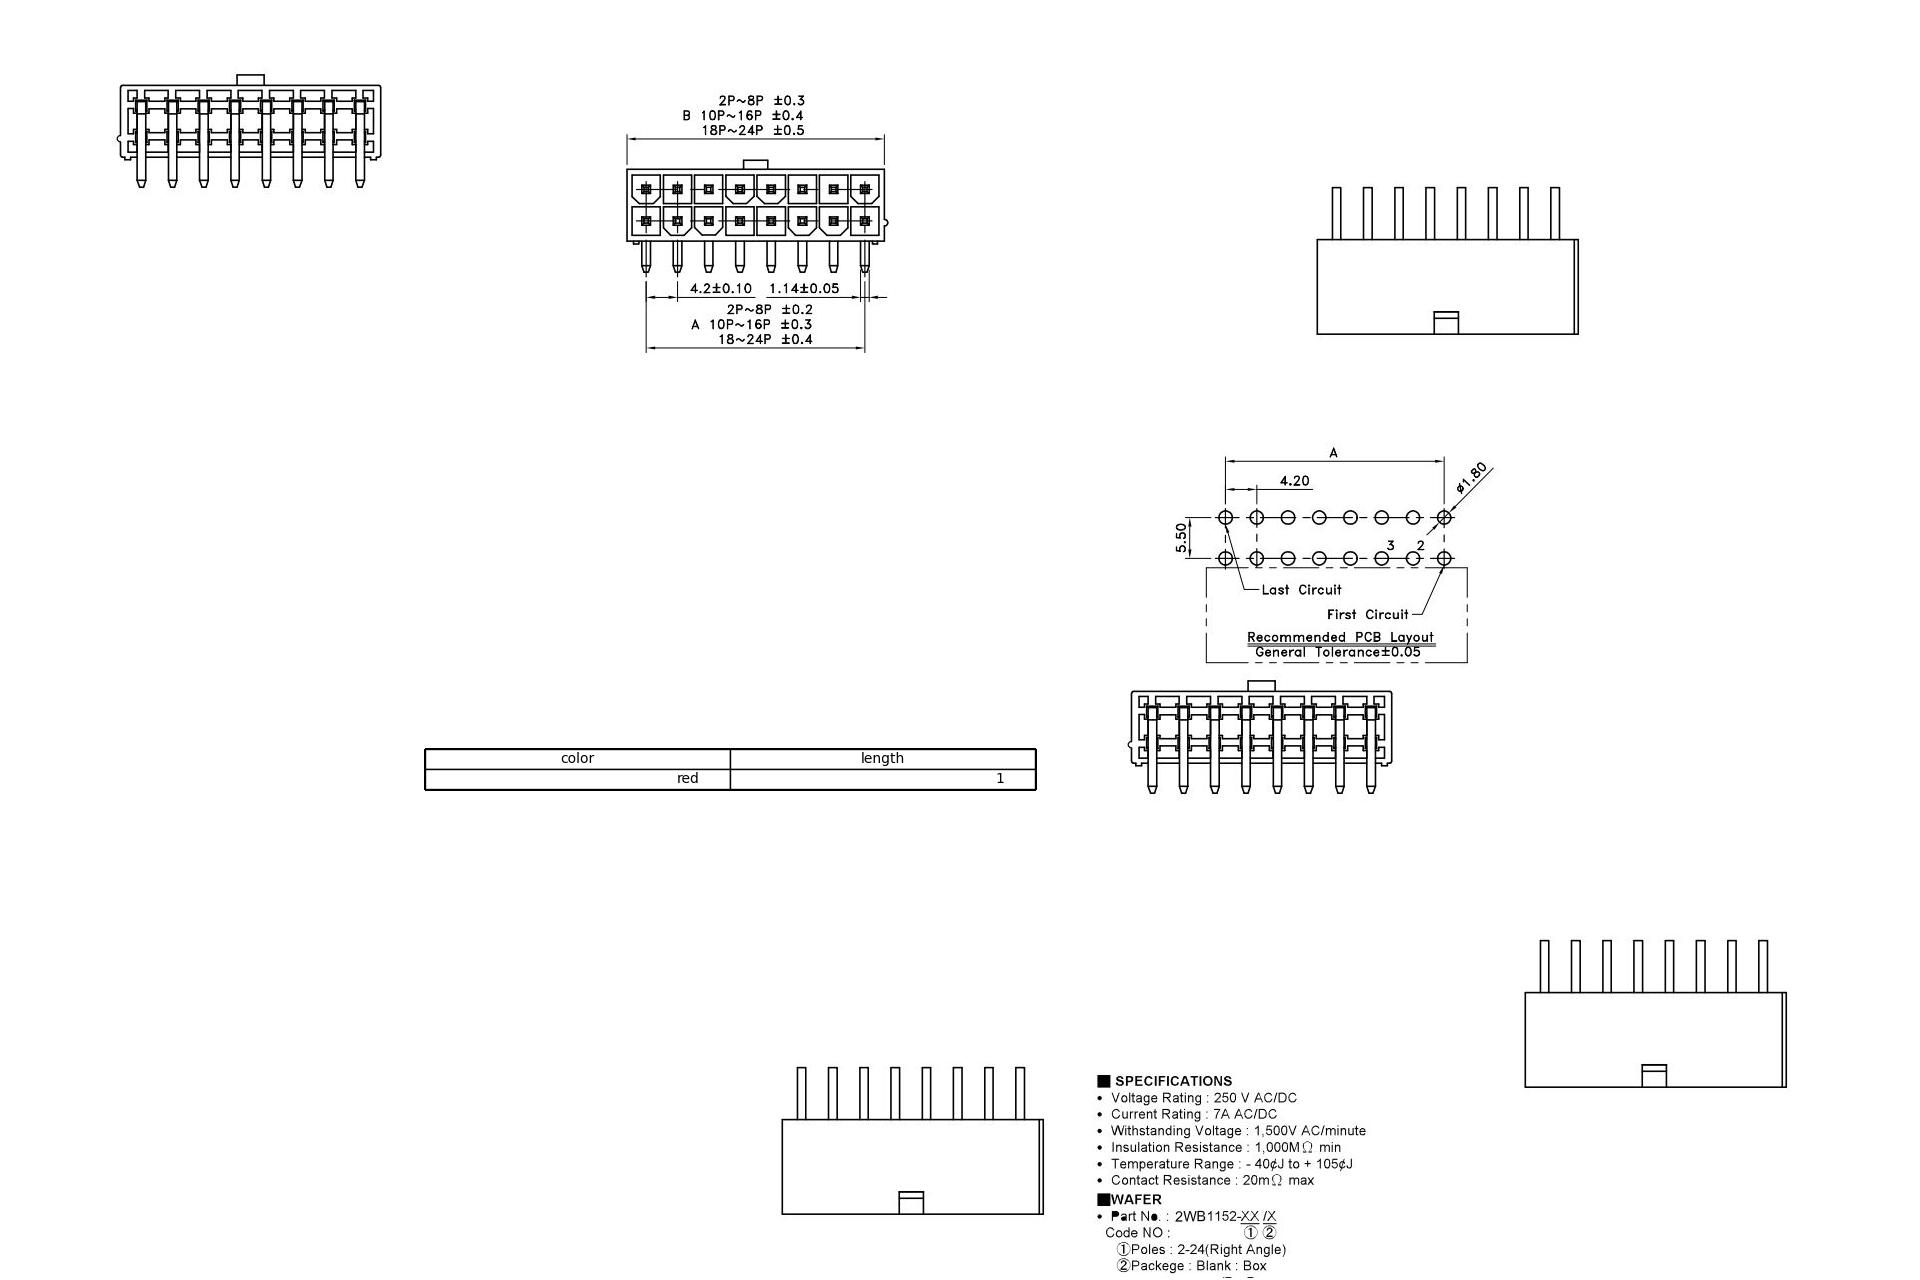 2P~8P ±0.3
B 10P~16P ±0.4
18P~24P ±0.5
4.2±0.10 1.14±0.05
2P~8P ±0.2
A 10P~16P ±0.3
18~24P ±0.4
A
4.20
ø1.80
5.50
3 2
Last Circuit
First Circuit
Recommended PCB Layout
General Tolerance±0.05
color length
red 1
■ SPECIFICATIONS
• Voltage Rating : 250 V AC/DC
• Current Rating : 7A AC/DC
• Withstanding Voltage : 1,500V AC/minute
• Insulation Resistance : 1,000MΩ min
• Temperature Range : - 40¢J to + 105¢J
• Contact Resistance : 20mΩ max
■WAFER
• Part No. : 2WB1152-XX /X
Code NO : ① ②
①Poles : 2-24(Right Angle)
②Packege : Blank : Box